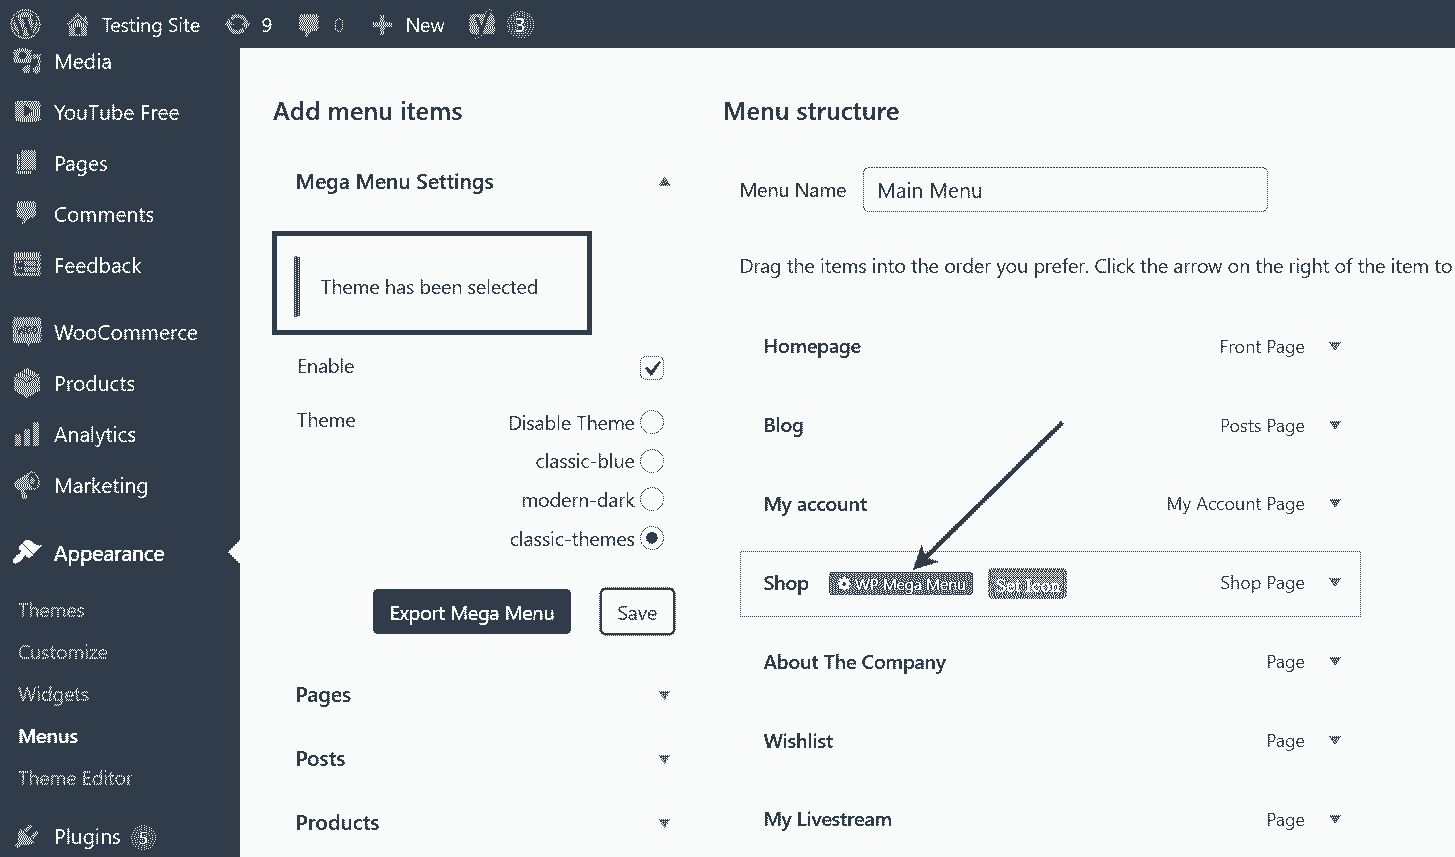 Testing Site 9 0 New 3
Media
YouTube Free
Pages
Comments
Feedback
WooCommerce
Products
Analytics
Marketing
Appearance
Themes
Customize
Widgets
Menus
Theme Editor
Plugins 5
Add menu items
Mega Menu Settings
Theme has been selected
Enable
Theme
Disable Theme
classic-blue
modern-dark
classic-themes
Export Mega Menu Save
Pages
Posts
Products
Menu structure
Menu Name Main Menu
Drag the items into the order you prefer. Click the arrow on the right of the item to
Homepage Front Page
Blog Posts Page
My account My Account Page
Shop WP Mega Menu Set Icon Shop Page
About The Company Page
Wishlist Page
My Livestream Page